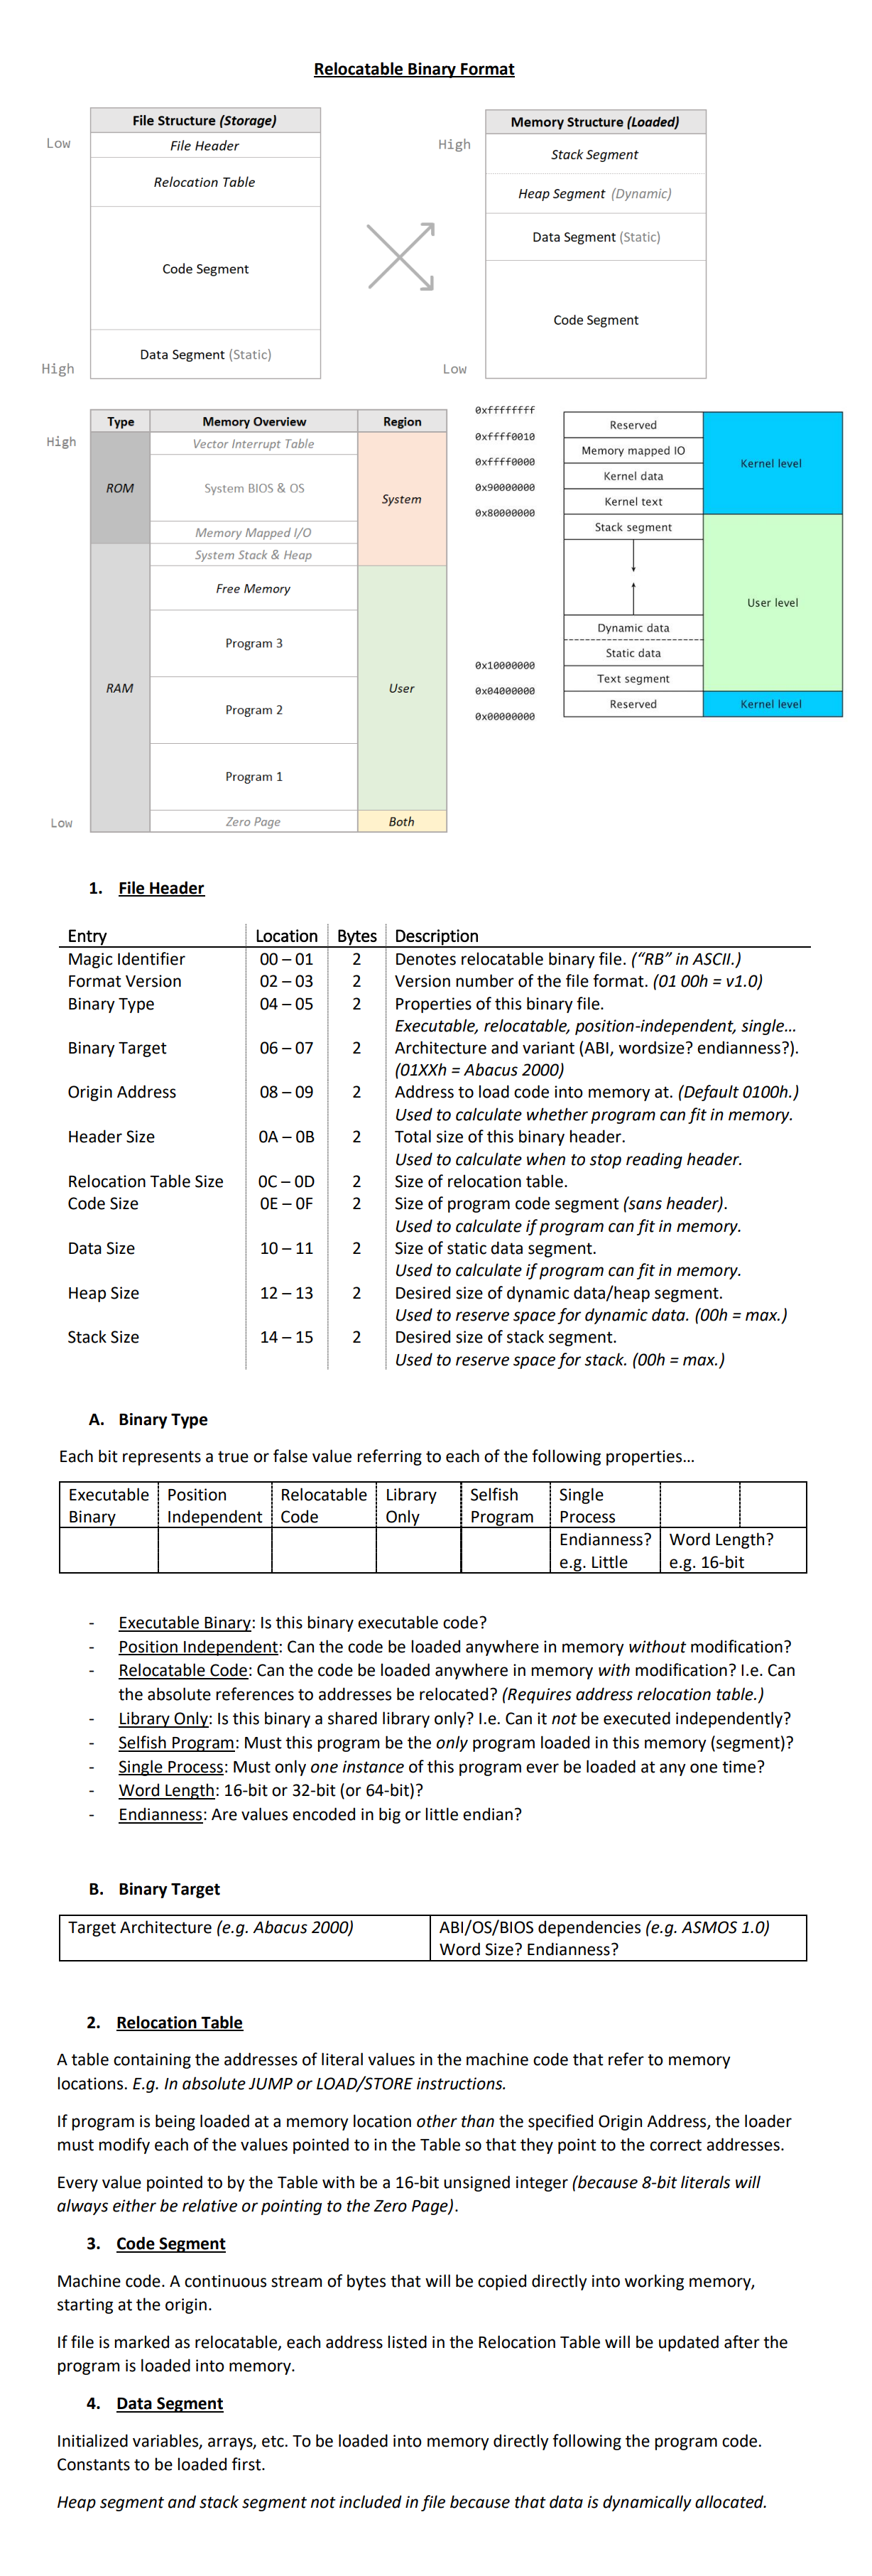 Relocatable Binary Format
File Structure (Storage)
Low
File Header
Relocation Table
Code Segment
Data Segment (Static)
High
Memory Structure (Loaded)
High
Stack Segment
Heap Segment (Dynamic)
Data Segment (Static)
Code Segment
Low
Type Memory Overview Region
High
Vector Interrupt Table
ROM
System BIOS & OS
System
Memory Mapped I/O
System Stack & Heap
Free Memory
Program 3
RAM
User
Program 2
Program 1
Low
Zero Page
Both
0xffffffff
Reserved
0xffff0010
Memory mapped IO
0xffff0000
Kernel level
Kernel data
0x90000000
Kernel text
0x80000000
Stack segment
User level
Dynamic data
Static data
0x10000000
Text segment
0x04000000
Reserved
Kernel level
0x00000000
1. File Header
Entry Location Bytes Description
Magic Identifier 00 – 01 2 Denotes relocatable binary file. (“RB” in ASCII.)
Format Version 02 – 03 2 Version number of the file format. (01 00h = v1.0)
Binary Type 04 – 05 2 Properties of this binary file.
Executable, relocatable, position-independent, single...
Binary Target 06 – 07 2 Architecture and variant (ABI, wordsize? endianness?).
(01XXh = Abacus 2000)
Origin Address 08 – 09 2 Address to load code into memory at. (Default 0100h.)
Used to calculate whether program can fit in memory.
Header Size 0A – 0B 2 Total size of this binary header.
Used to calculate when to stop reading header.
Relocation Table Size 0C – 0D 2 Size of relocation table.
Code Size 0E – 0F 2 Size of program code segment (sans header).
Used to calculate if program can fit in memory.
Data Size 10 – 11 2 Size of static data segment.
Used to calculate if program can fit in memory.
Heap Size 12 – 13 2 Desired size of dynamic data/heap segment.
Used to reserve space for dynamic data. (00h = max.)
Stack Size 14 – 15 2 Desired size of stack segment.
Used to reserve space for stack. (00h = max.)
A. Binary Type
Each bit represents a true or false value referring to each of the following properties...
Executable Position Relocatable Library Selfish Single
Binary Independent Code Only Program Process
Endianness? Word Length?
e.g. Little e.g. 16-bit
- Executable Binary: Is this binary executable code?
- Position Independent: Can the code be loaded anywhere in memory without modification?
- Relocatable Code: Can the code be loaded anywhere in memory with modification? I.e. Can
the absolute references to addresses be relocated? (Requires address relocation table.)
- Library Only: Is this binary a shared library only? I.e. Can it not be executed independently?
- Selfish Program: Must this program be the only program loaded in this memory (segment)?
- Single Process: Must only one instance of this program ever be loaded at any one time?
- Word Length: 16-bit or 32-bit (or 64-bit)?
- Endianness: Are values encoded in big or little endian?
B. Binary Target
Target Architecture (e.g. Abacus 2000) ABI/OS/BIOS dependencies (e.g. ASMOS 1.0)
Word Size? Endianness?
2. Relocation Table
A table containing the addresses of literal values in the machine code that refer to memory
locations. E.g. In absolute JUMP or LOAD/STORE instructions.
If program is being loaded at a memory location other than the specified Origin Address, the loader
must modify each of the values pointed to in the Table so that they point to the correct addresses.
Every value pointed to by the Table with be a 16-bit unsigned integer (because 8-bit literals will
always either be relative or pointing to the Zero Page).
3. Code Segment
Machine code. A continuous stream of bytes that will be copied directly into working memory,
starting at the origin.
If file is marked as relocatable, each address listed in the Relocation Table will be updated after the
program is loaded into memory.
4. Data Segment
Initialized variables, arrays, etc. To be loaded into memory directly following the program code.
Constants to be loaded first.
Heap segment and stack segment not included in file because that data is dynamically allocated.